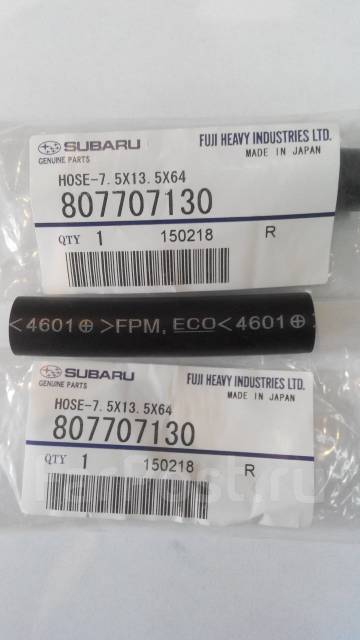 SUBARU FUJI HEAVY INDUSTRIES LTD.
GENUINE PARTS MADE IN JAPAN
HOSE-7.5X13.5X64
807707130
QTY 1 150218 R
<4601⊕>FPM, ECO<4601⊕>
SUBARU FUJI HEAVY INDUSTRIES LTD.
GENUINE PARTS MADE IN JAPAN
HOSE-7.5X13.5X64
807707130
QTY 1 150218 R